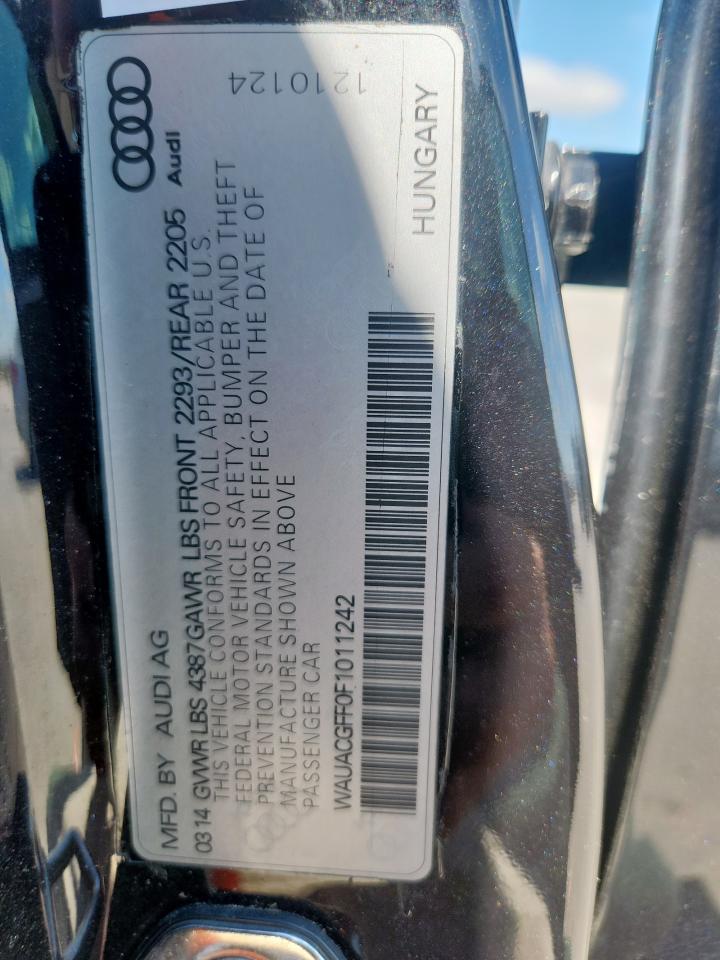 MFD. BY AUDI AG
Audi
03 14 GVWR LBS 4387 GAWR LBS FRONT 2293/REAR 2205
THIS VEHICLE CONFORMS TO ALL APPLICABLE U.S.
FEDERAL MOTOR VEHICLE SAFETY, BUMPER AND THEFT
PREVENTION STANDARDS IN EFFECT ON THE DATE OF
MANUFACTURE SHOWN ABOVE
PASSENGER CAR
WAUACGFF0F1011242
HUNGARY
1210124